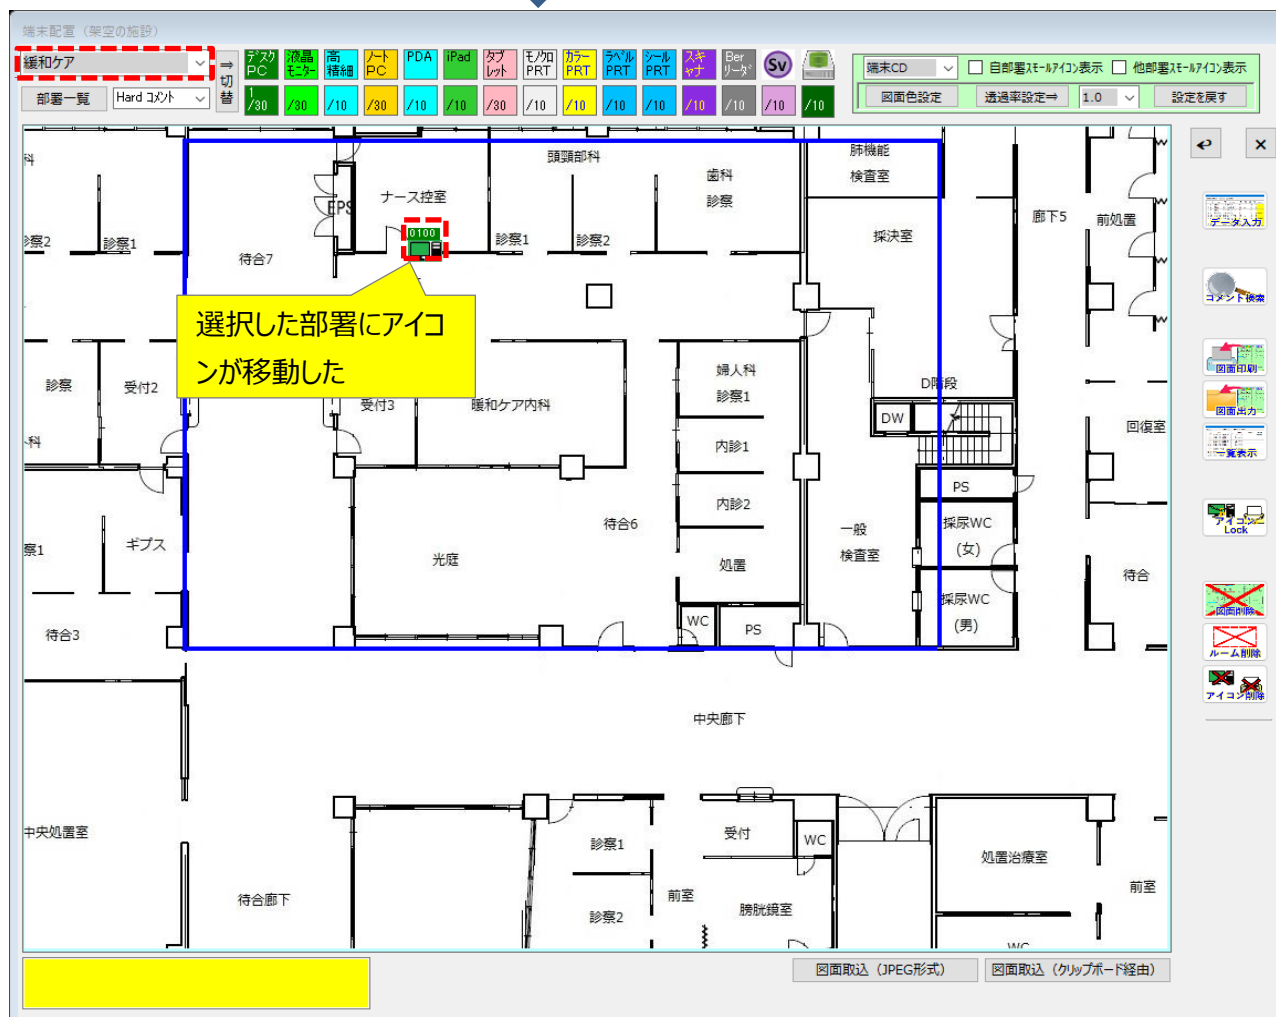 端末配置（架空の施設）
緩和ケア
⇒切替
部署一覧
Hard コメント
デスクPC
液晶モニター
高精細
ノートPC
PDA
iPad
タブレット
モノクロPRT
カラーPRT
ラベルPRT
シールPRT
スキャナ
Berリーダ
Sv
1/30
/30
/10
/30
/10
/10
/30
/10
/10
/10
/10
/10
/10
/10
/10
端末CD
自部署スモールアイコン表示
他部署スモールアイコン表示
図面色設定
透過率設定⇒
1.0
設定を戻す
科
頭頸部科
歯科
診察
肺機能
検査室
ナース控室
EPS
0100
診察2
診察1
待合7
診察1
診察2
採決室
廊下5
前処置
選択した部署にアイコ
ンが移動した
診察
受付2
受付3
暖和ケア内科
婦人科
診察1
D階段
DW
回復室
科
内診1
PS
内診2
察1
ギプス
待合6
光庭
処置
一般
検査室
採尿WC
(女)
待合
採尿WC
(男)
待合3
WC
PS
中央廊下
中央処置室
診察1
受付
WC
処置治療室
待合廊下
前室
膀胱鏡室
前室
診察2
WC
データ入力
コメント検索
図面印刷
図面出力
一覧表示
アイコン
Lock
図面削除
ルーム削除
アイコン削除
図面取込（JPEG形式）
図面取込（クリップボード経由）